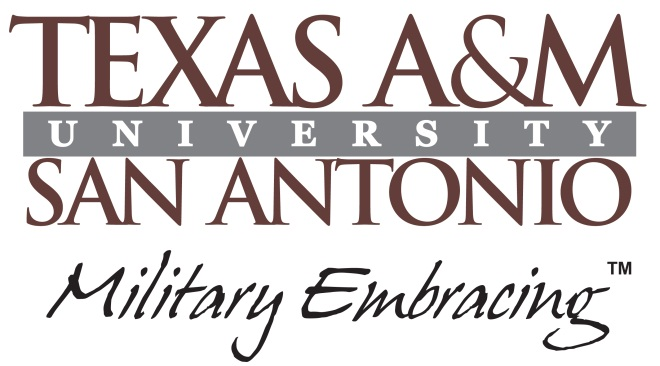 TEXAS A&M
UNIVERSITY
SAN ANTONIO
Military Embracing™